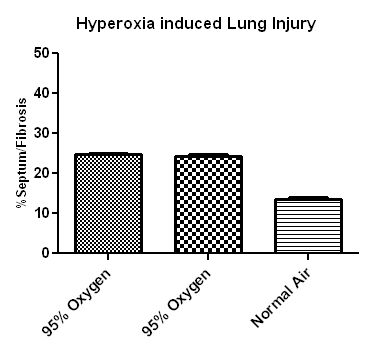 Hyperoxia induced Lung Injury
%Septum/Fibrosis
50
40
30
20
10
0
95% Oxygen
95% Oxygen
Normal Air